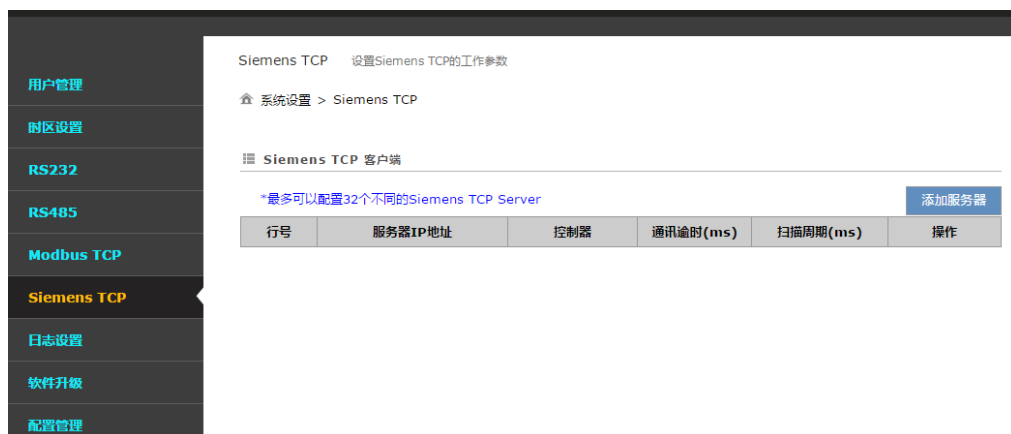 用户管理
时区设置
RS232
RS485
Modbus TCP
Siemens TCP
日志设置
软件升级
配置管理
Siemens TCP 设置Siemens TCP的工作参数
系统设置 > Siemens TCP
Siemens TCP 客户端
*最多可以配置32个不同的Siemens TCP Server 添加服务器
行号 服务器IP地址 控制器 通讯逾时(ms) 扫描周期(ms) 操作